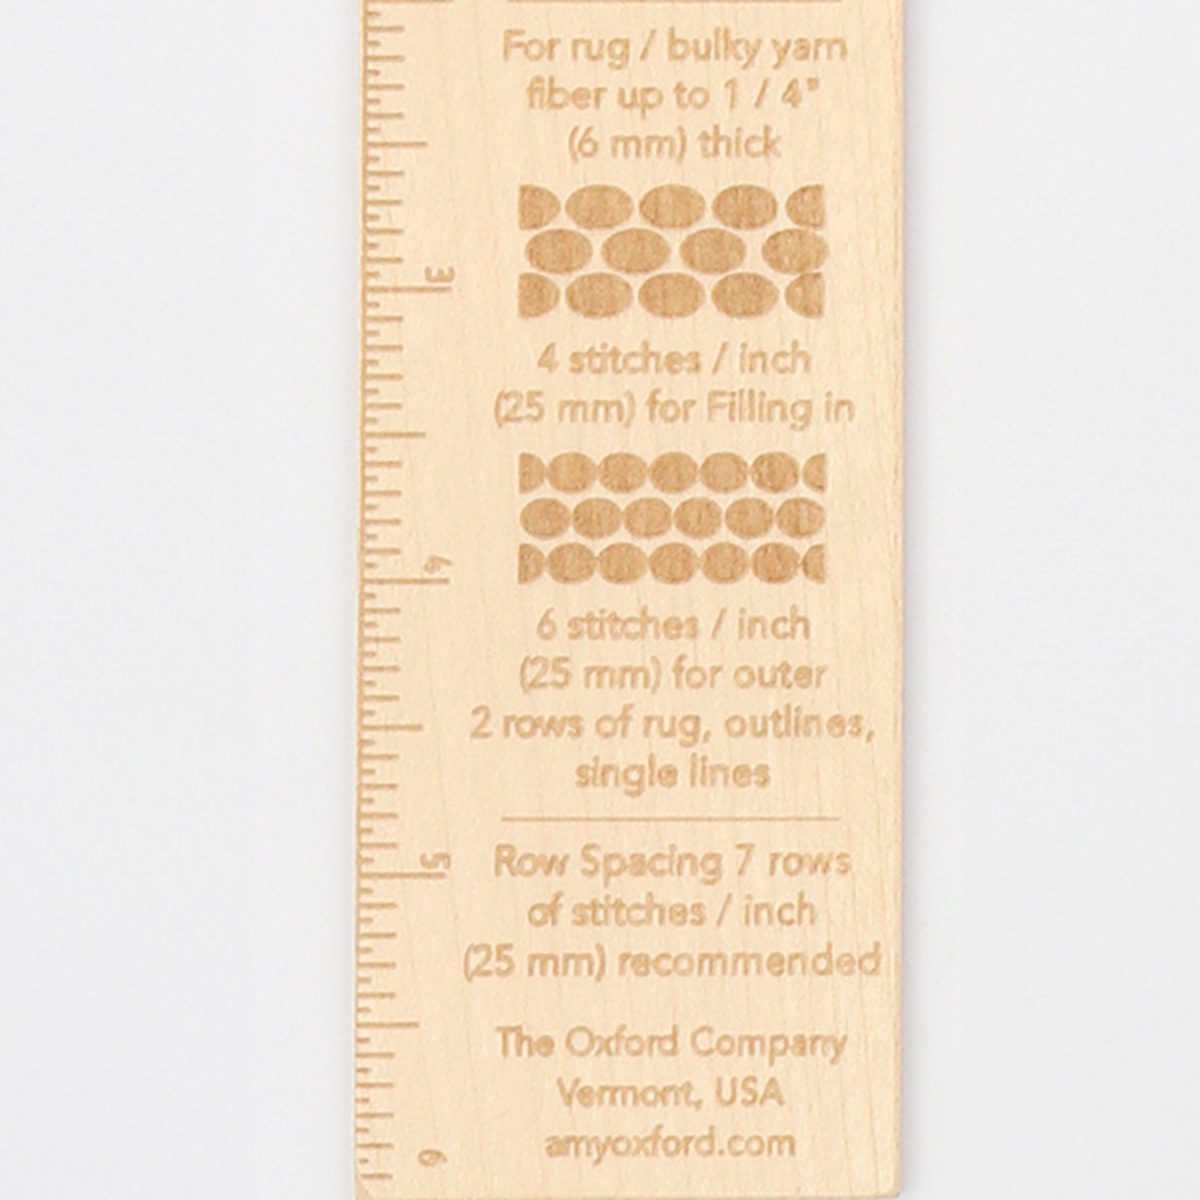 For rug / bulky yarn
fiber up to 1 / 4"
(6 mm) thick
3
4 stitches / inch
(25 mm) for Filling in
4
6 stitches / inch
(25 mm) for outer
2 rows of rug, outlines,
single lines
5
Row Spacing 7 rows
of stitches / inch
(25 mm) recommended
The Oxford Company
Vermont, USA
amyoxford.com
6